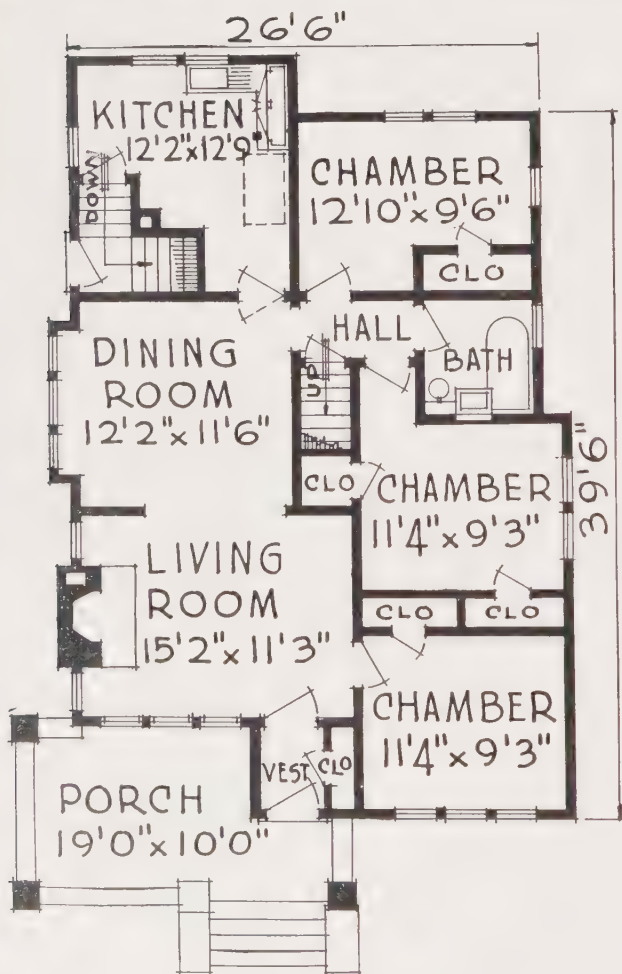 26'6"
KITCHEN
12'2"x12'9
DOWN
CHAMBER
12'10"x9'6"
CLO
HALL
BATH
UP
DINING
ROOM
12'2"x11'6"
CLO
CHAMBER
11'4"x9'3"
39'6"
LIVING
ROOM
15'2"x11'3"
CLO
CLO
CHAMBER
11'4"x9'3"
VEST
CLO
PORCH
19'0"x10'0"